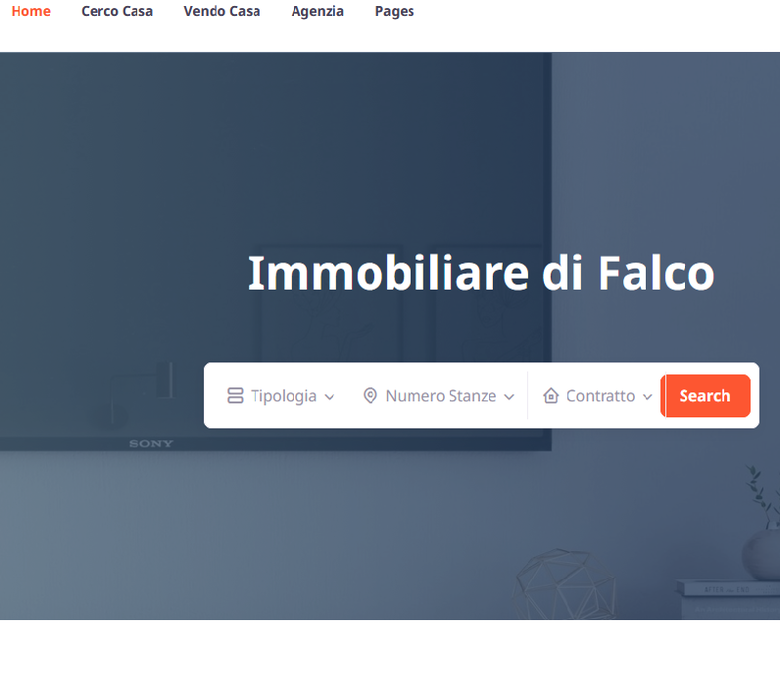 Home Cerco Casa Vendo Casa Agenzia Pages
Immobiliare di Falco
Tipologia Numero Stanze Contratto Search
SONY